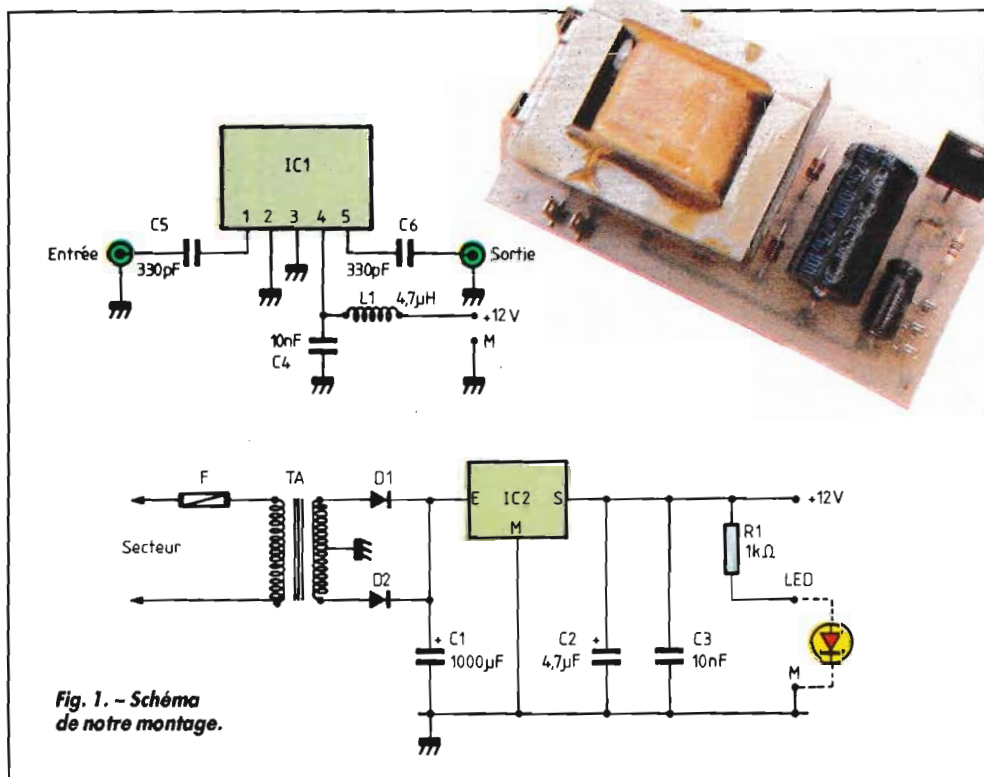 IC1
1 2 3 4 5
C5
C6
Entrée
Sortie
330pF
330pF
L1 4,7µH
+12V
M
10nF
C4
F
TA
D1
E IC2 S
M
+12V
Secteur
R1
1kΩ
D2
LED
+ C1
1000µF
C2 +
4,7µF
C3
10nF
M
Fig. 1. – Schéma
de notre montage.